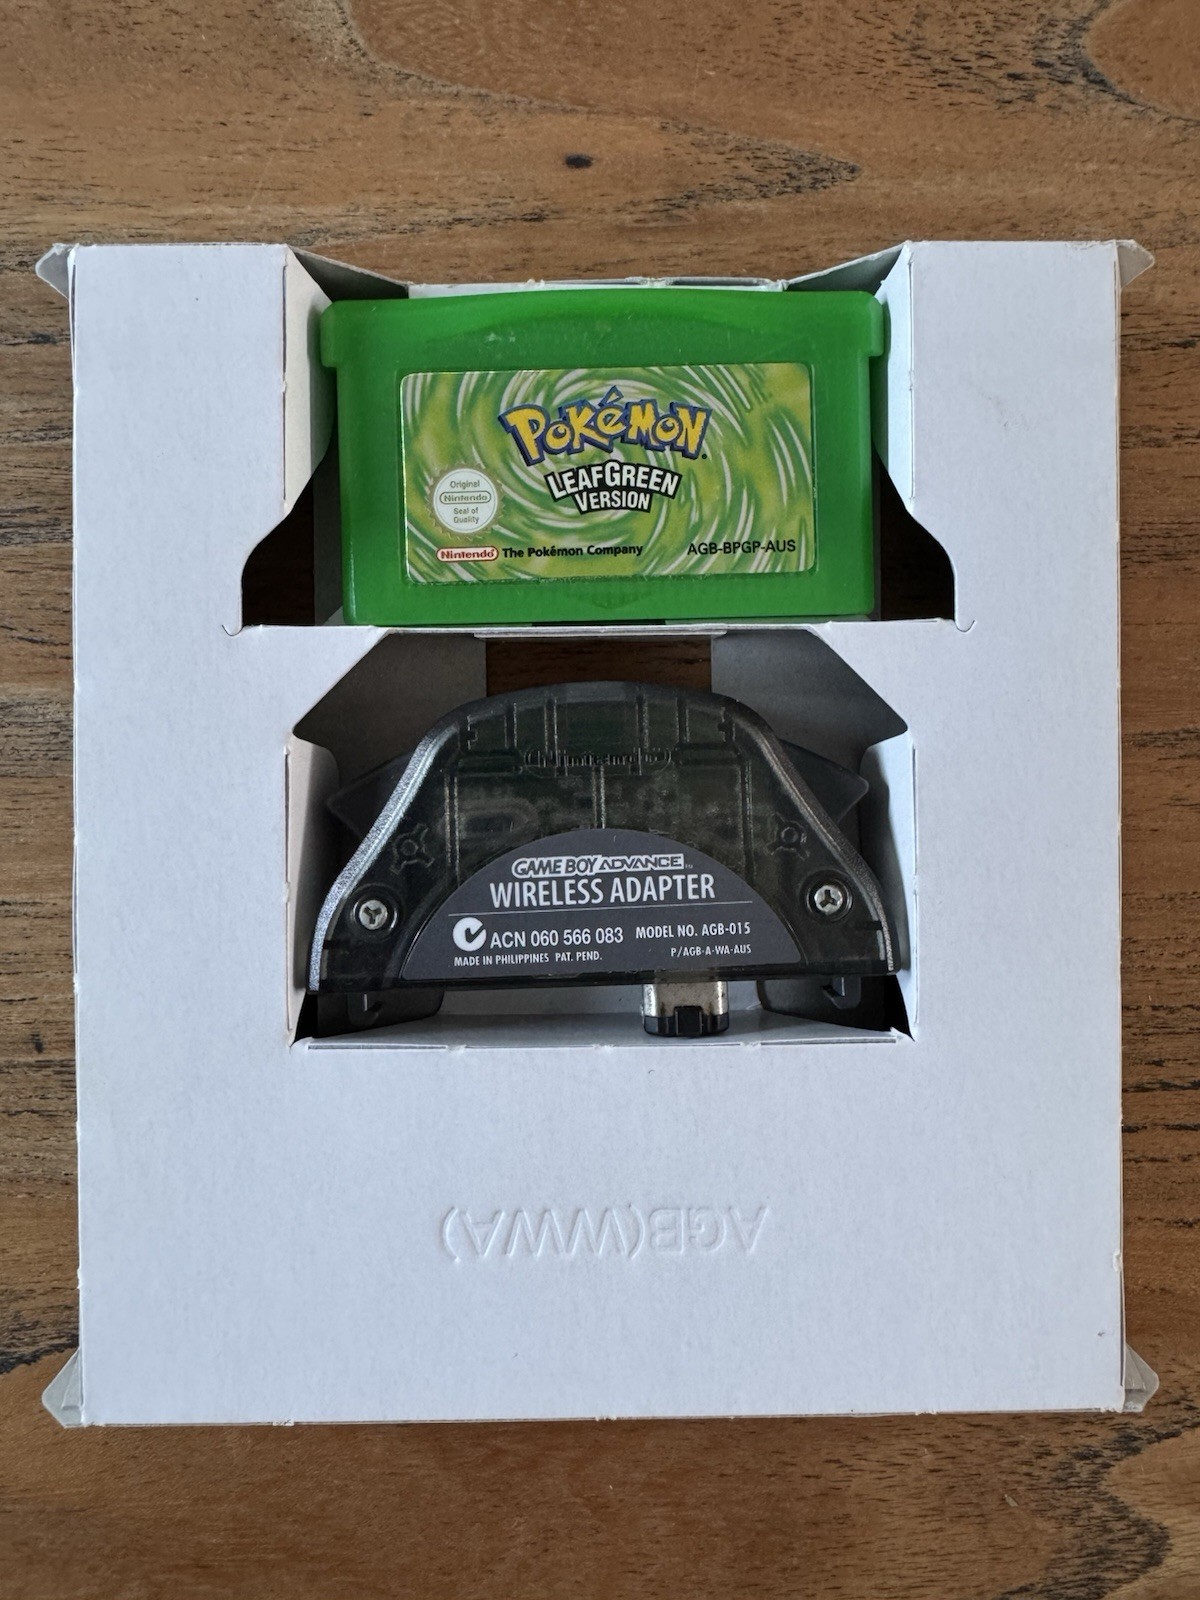 POKéMON
LEAFGREEN
VERSION
Original
Nintendo
Seal of
Quality
Nintendo The Pokémon Company AGB-BPGP-AUS
Nintendo
GAME BOY ADVANCE™
WIRELESS ADAPTER
ACN 060 566 083 MODEL NO. AGB-015
MADE IN PHILIPPINES PAT. PEND. P/AGB-A-WA-AUS
AGB(WWA)